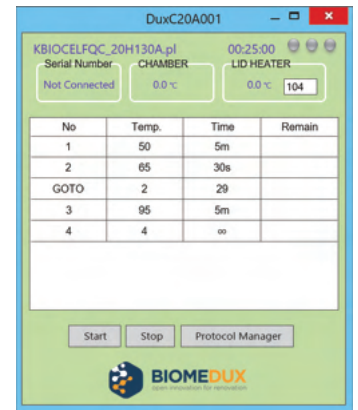 DuxC20A001
KBIOCELFQC_20H130A.pl 00:25:00
Serial Number CHAMBER LID HEATER
Not Connected 0.0 ℃ 0.0 ℃ 104
No Temp. Time Remain
1 50 5m
2 65 30s
GOTO 2 29
3 95 5m
4 4 ∞
Start Stop Protocol Manager
BIOMEDUX
open innovation for renovation